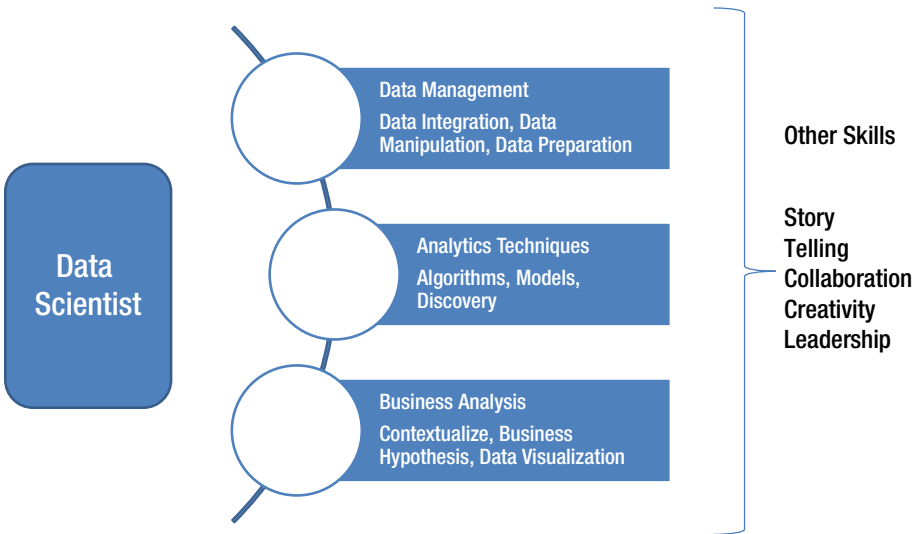 Data
Scientist
Data Management
Data Integration, Data
Manipulation, Data Preparation
Analytics Techniques
Algorithms, Models,
Discovery
Business Analysis
Contextualize, Business
Hypothesis, Data Visualization
Other Skills
Story
Telling
Collaboration
Creativity
Leadership